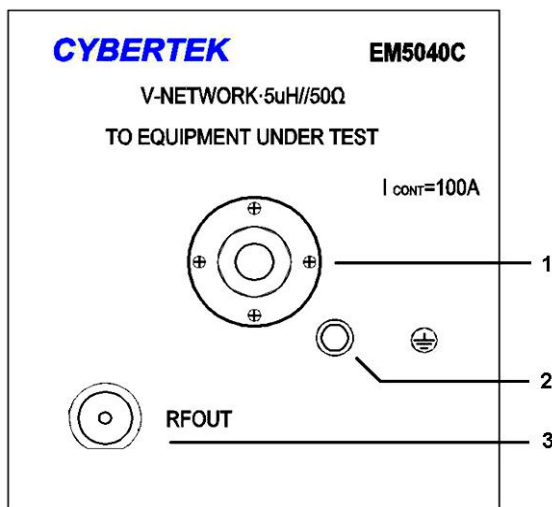 CYBERTEK EM5040C
V-NETWORK·5uH//50Ω
TO EQUIPMENT UNDER TEST
I CONT=100A
1
2
RFOUT
3